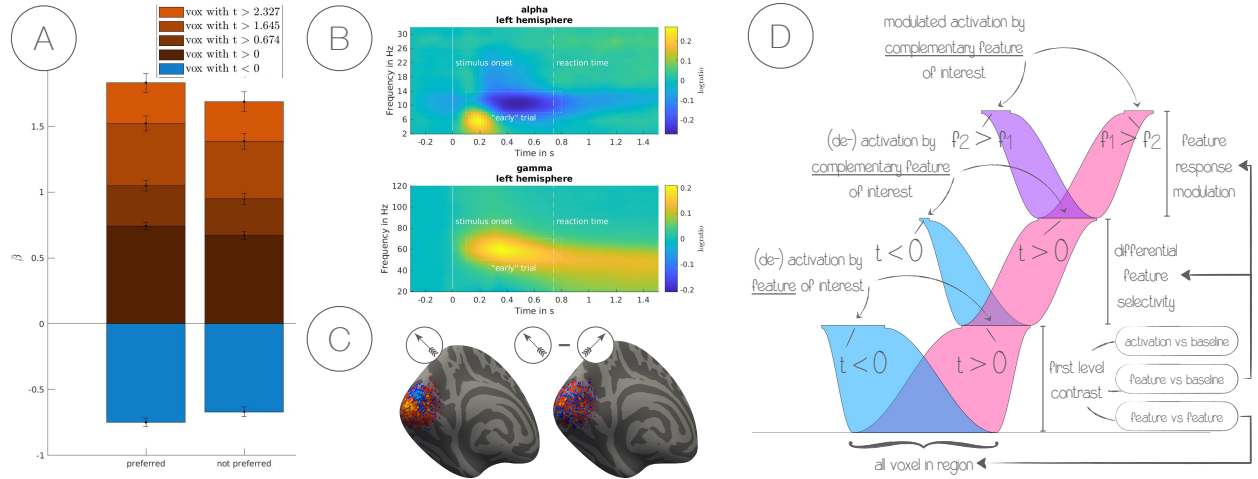 A
vox with t > 2.327
vox with t > 1.645
vox with t > 0.674
vox with t > 0
vox with t < 0
1.5
1
0.5
0
-0.5
-1
β̄
preferred
not preferred
B
alpha
left hemisphere
30
26
22
18
14
10
6
2
Frequency in Hz
stimulus onset
reaction time
"early" trial
-0.2
0
0.2
0.4
0.6
0.8
1
1.2
1.4
Time in s
0.2
0.1
0
-0.1
-0.2
logratio
gamma
left hemisphere
120
100
80
60
40
20
Frequency in Hz
stimulus onset
reaction time
"early" trial
-0.2
0
0.2
0.4
0.6
0.8
1
1.2
1.4
Time in s
0.2
0.1
0
-0.1
-0.2
logratio
C
−
D
modulated activation by
complementary feature
of interest
f2 > f1
f1 > f2
feature
response
modulation
(de-) activation by
complementary feature
of interest
t < 0
t > 0
differential
feature
selectivity
(de-) activation by
feature of interest
t < 0
t > 0
first level
contrast
activation vs baseline
feature vs baseline
feature vs feature
all voxel in region